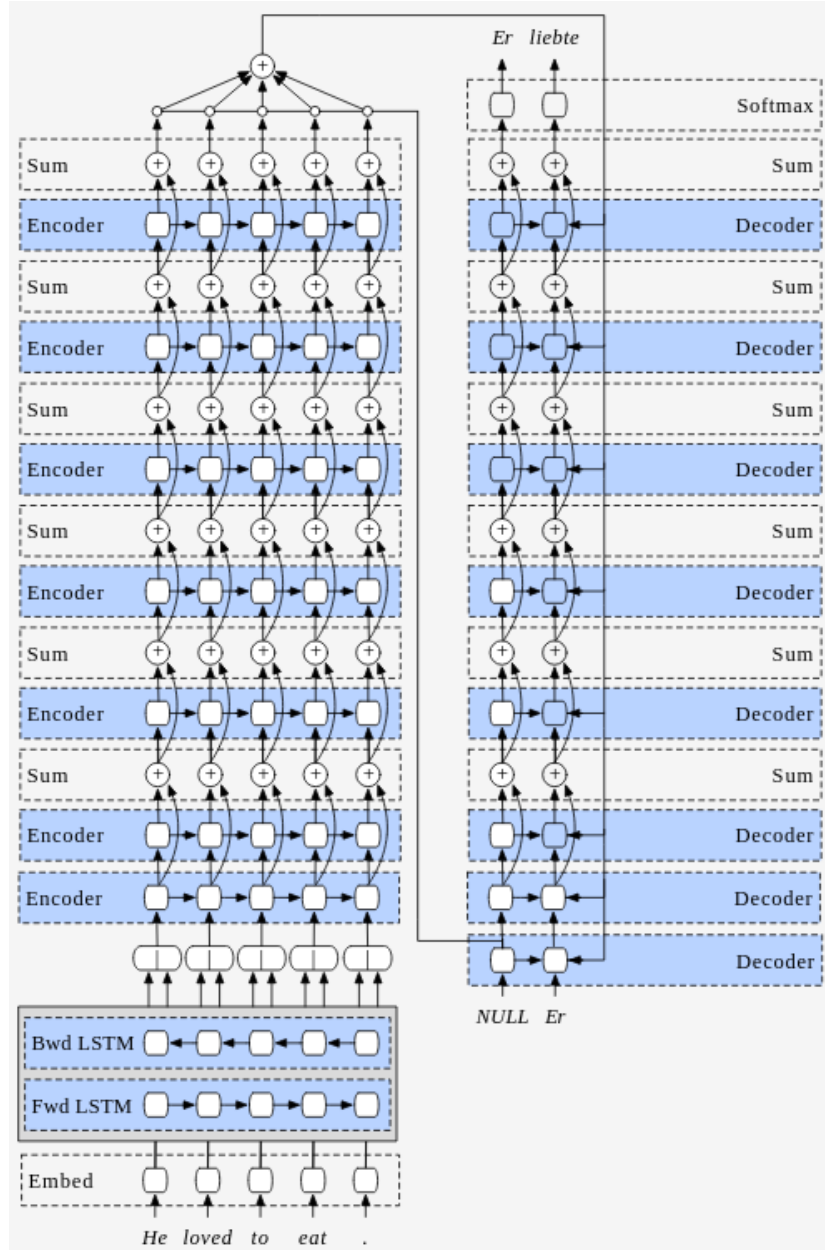 Er liebte
Softmax
Sum
Sum
Encoder
Decoder
Sum
Sum
Encoder
Decoder
Sum
Sum
Encoder
Decoder
Sum
Sum
Encoder
Decoder
Sum
Sum
Encoder
Decoder
Sum
Sum
Encoder
Decoder
Encoder
Decoder
Decoder
NULL Er
Bwd LSTM
Fwd LSTM
Embed
He loved to eat .